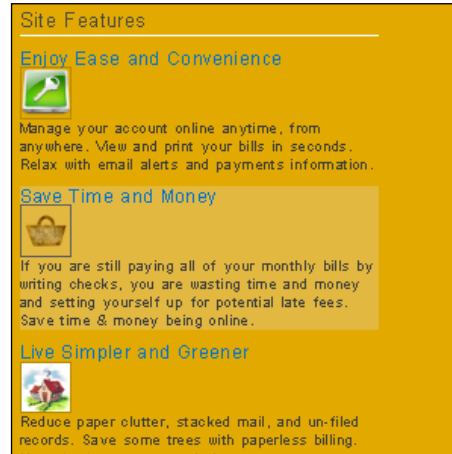 Site Features
Enjoy Ease and Convenience
Manage your account online anytime, from
anywhere. View and print your bills in seconds.
Relax with email alerts and payments information.
Save Time and Money
If you are still paying all of your monthly bills by
writing checks, you are wasting time and money
and setting yourself up for potential late fees.
Save time & money being online.
Live Simpler and Greener
Reduce paper clutter, stacked mail, and un-filed
records. Save some trees with paperless billing.